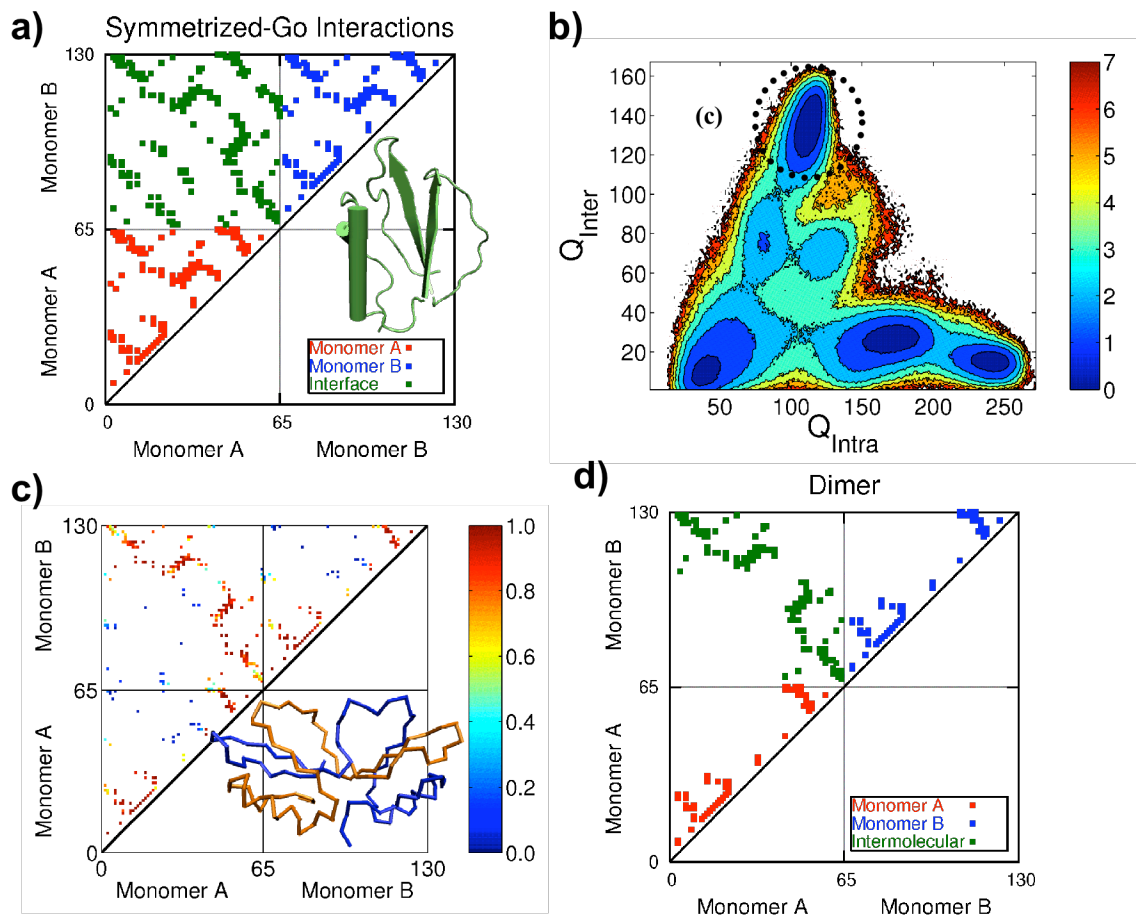 a)
Symmetrized-Go Interactions
130
Monomer B
65
Monomer A
0
Monomer A
Monomer B
Interface
0
65
130
Monomer A
Monomer B
b)
160
140
120
100
80
60
40
20
Q Inter
(c)
50
100
150
200
250
Q Intra
7
6
5
4
3
2
1
0
c)
130
Monomer B
65
Monomer A
0
0
65
130
Monomer A
Monomer B
1.0
0.8
0.6
0.4
0.2
0.0
d)
Dimer
130
Monomer B
65
Monomer A
0
Monomer A
Monomer B
Intermolecular
0
65
130
Monomer A
Monomer B